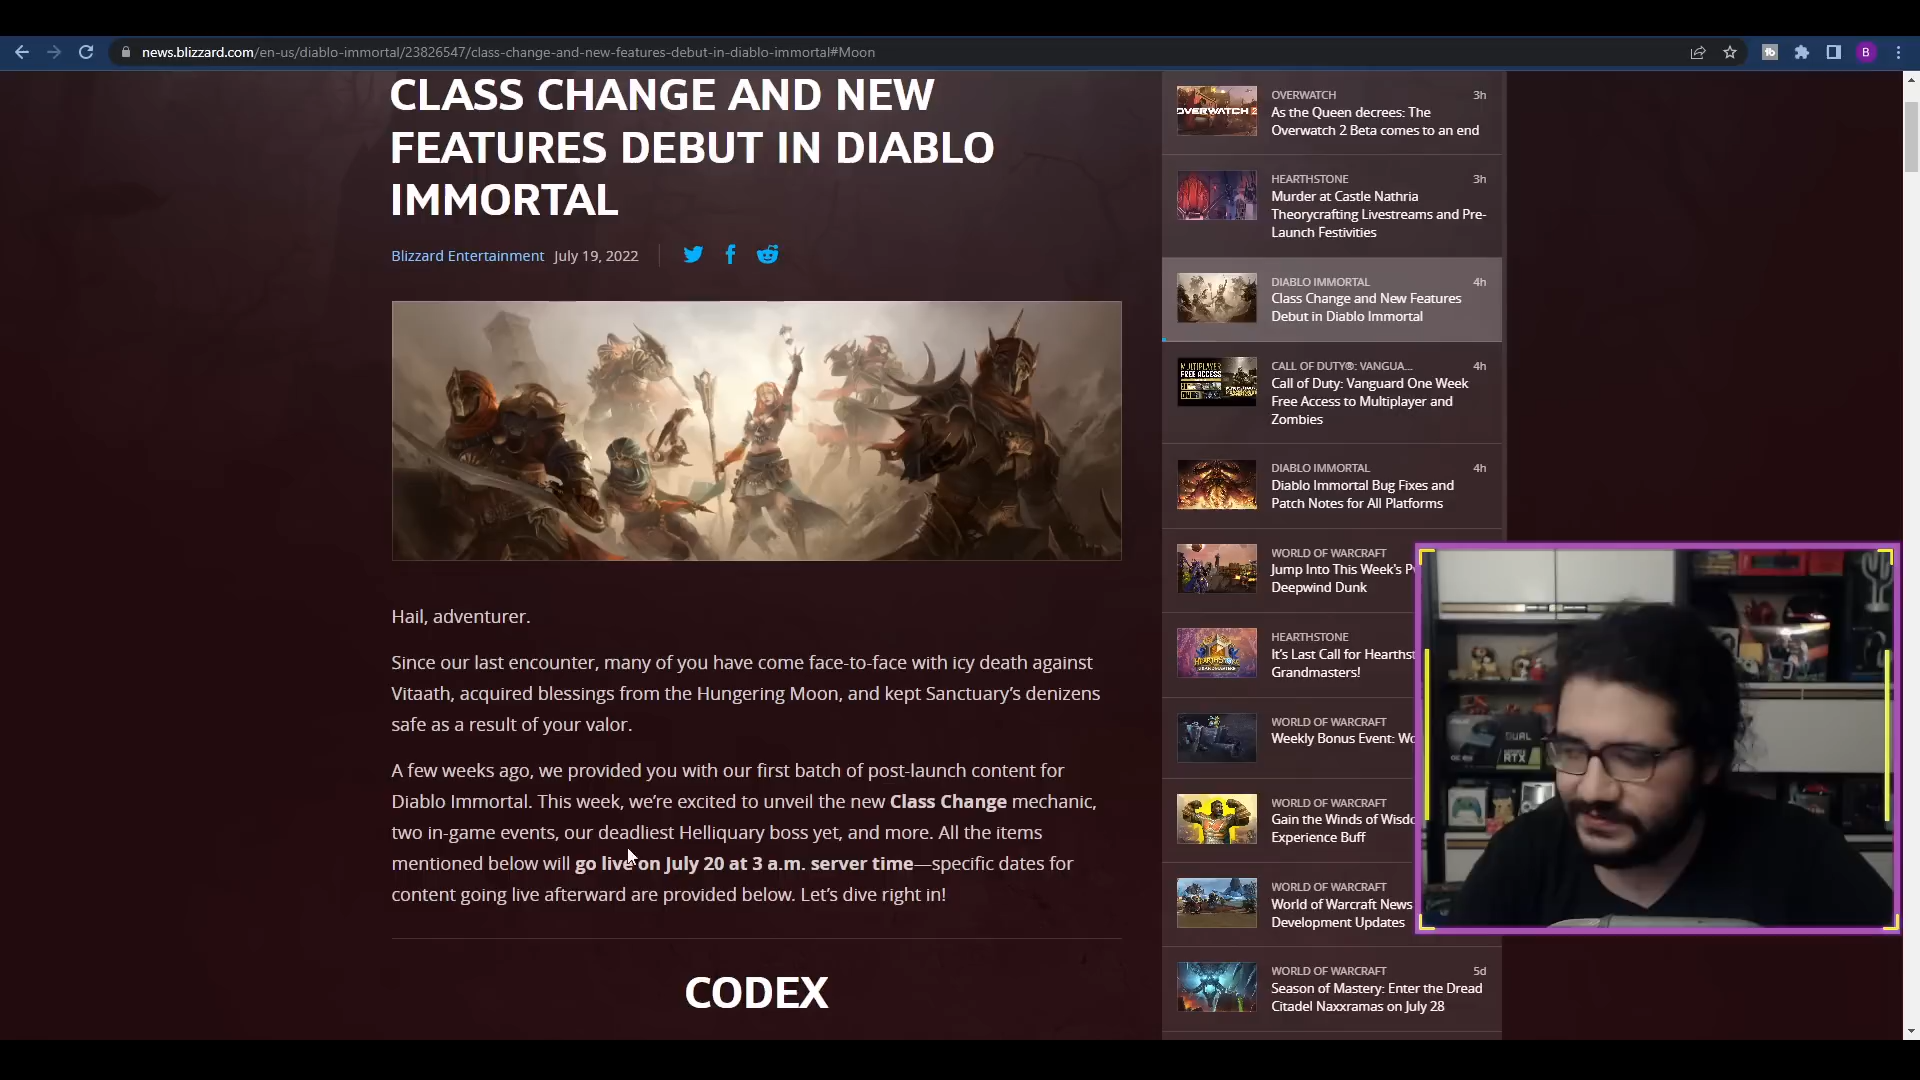 news.blizzard.com/en-us/diablo-immortal/23826547/class-change-and-new-features-debut-in-diablo-immortal#Moon
B
CLASS CHANGE AND NEW
FEATURES DEBUT IN DIABLO
IMMORTAL
Blizzard Entertainment July 19, 2022
Hail, adventurer.
Since our last encounter, many of you have come face-to-face with icy death against
Vitaath, acquired blessings from the Hungering Moon, and kept Sanctuary’s denizens
safe as a result of your valor.
A few weeks ago, we provided you with our first batch of post-launch content for
Diablo Immortal. This week, we’re excited to unveil the new Class Change mechanic,
two in-game events, our deadliest Helliquary boss yet, and more. All the items
mentioned below will go live on July 20 at 3 a.m. server time—specific dates for
content going live afterward are provided below. Let’s dive right in!
CODEX
OVERWATCH 2
OVERWATCH 3h
As the Queen decrees: The
Overwatch 2 Beta comes to an end
HEARTHSTONE 3h
Murder at Castle Nathria
Theorycrafting Livestreams and Pre-
Launch Festivities
DIABLO IMMORTAL 4h
Class Change and New Features
Debut in Diablo Immortal
MULTIPLAYER
FREE ACCESS
CALL OF DUTY®: VANGUA... 4h
Call of Duty: Vanguard One Week
Free Access to Multiplayer and
Zombies
DIABLO IMMORTAL 4h
Diablo Immortal Bug Fixes and
Patch Notes for All Platforms
WORLD OF WARCRAFT
Jump Into This Week's P
Deepwind Dunk
HEARTHSTONE
HEARTHSTONE
It’s Last Call for Hearthst
Grandmasters!
WORLD OF WARCRAFT
Weekly Bonus Event: Wo
WORLD OF WARCRAFT
Gain the Winds of Wisdo
Experience Buff
WORLD OF WARCRAFT
World of Warcraft News
Development Updates
WORLD OF WARCRAFT 5d
Season of Mastery: Enter the Dread
Citadel Naxxramas on July 28
DUAL
RTX